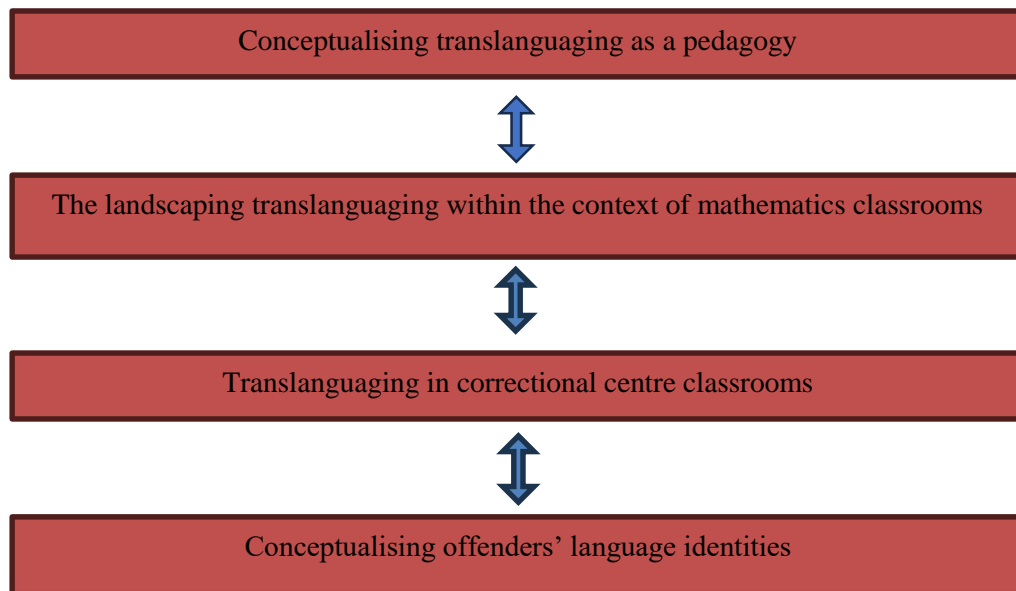 Conceptualising translanguaging as a pedagogy
The landscaping translanguaging within the context of mathematics classrooms
Translanguaging in correctional centre classrooms
Conceptualising offenders’ language identities